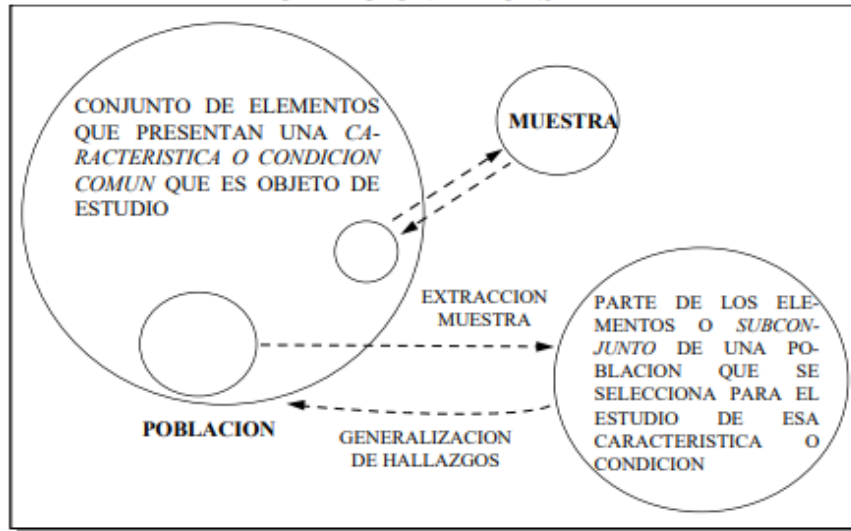 CONJUNTO DE ELEMENTOS
QUE PRESENTAN UNA CA-
RACTERISTICA O CONDICION
COMUN QUE ES OBJETO DE
ESTUDIO
MUESTRA
EXTRACCION
MUESTRA
PARTE DE LOS ELE-
MENTOS O SUBCON-
JUNTO DE UNA PO-
BLACION QUE SE
SELECCIONA PARA EL
ESTUDIO DE ESA
CARACTERISTICA O
CONDICION
POBLACION
GENERALIZACION
DE HALLAZGOS